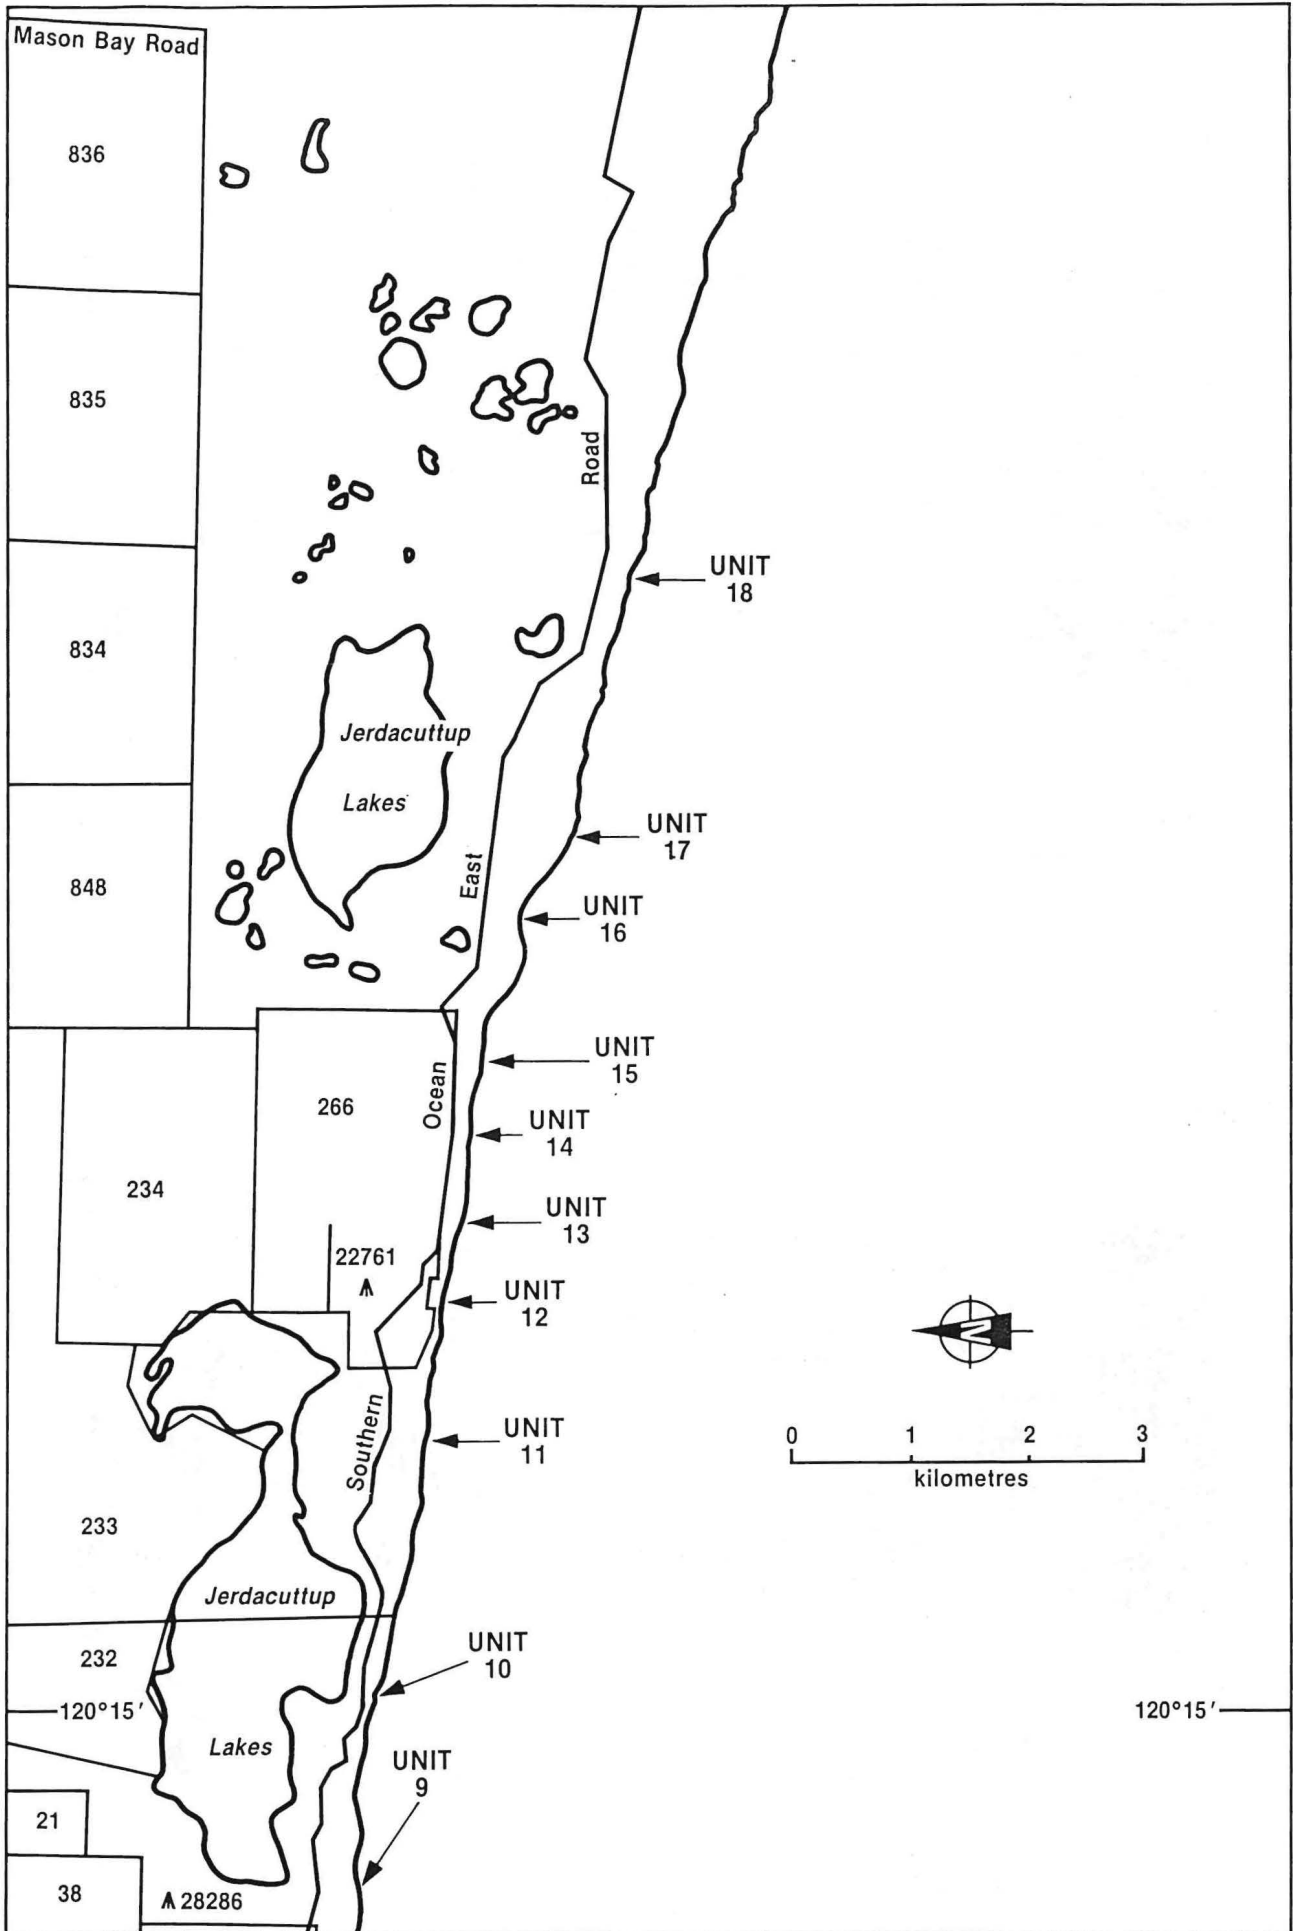 Mason Bay Road
836
835
Road
UNIT
18
834
Jerdacuttup
Lakes
UNIT
17
East
848
UNIT
16
UNIT
15
Ocean
266
UNIT
14
234
UNIT
13
22761
UNIT
12
N
Southern
UNIT
11
0 1 2 3
kilometres
233
Jerdacuttup
UNIT
10
232
120°15′
120°15′
Lakes
UNIT
9
21
38
28286